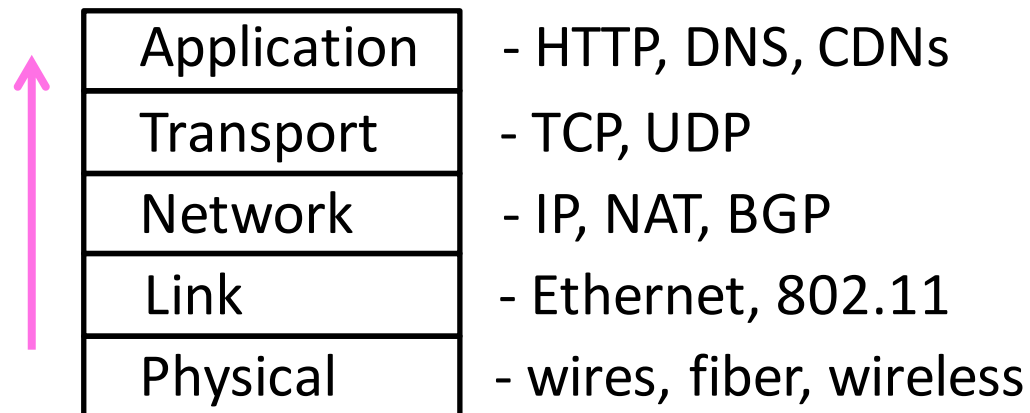 Application - HTTP, DNS, CDNs
Transport - TCP, UDP
Network - IP, NAT, BGP
Link - Ethernet, 802.11
Physical - wires, fiber, wireless